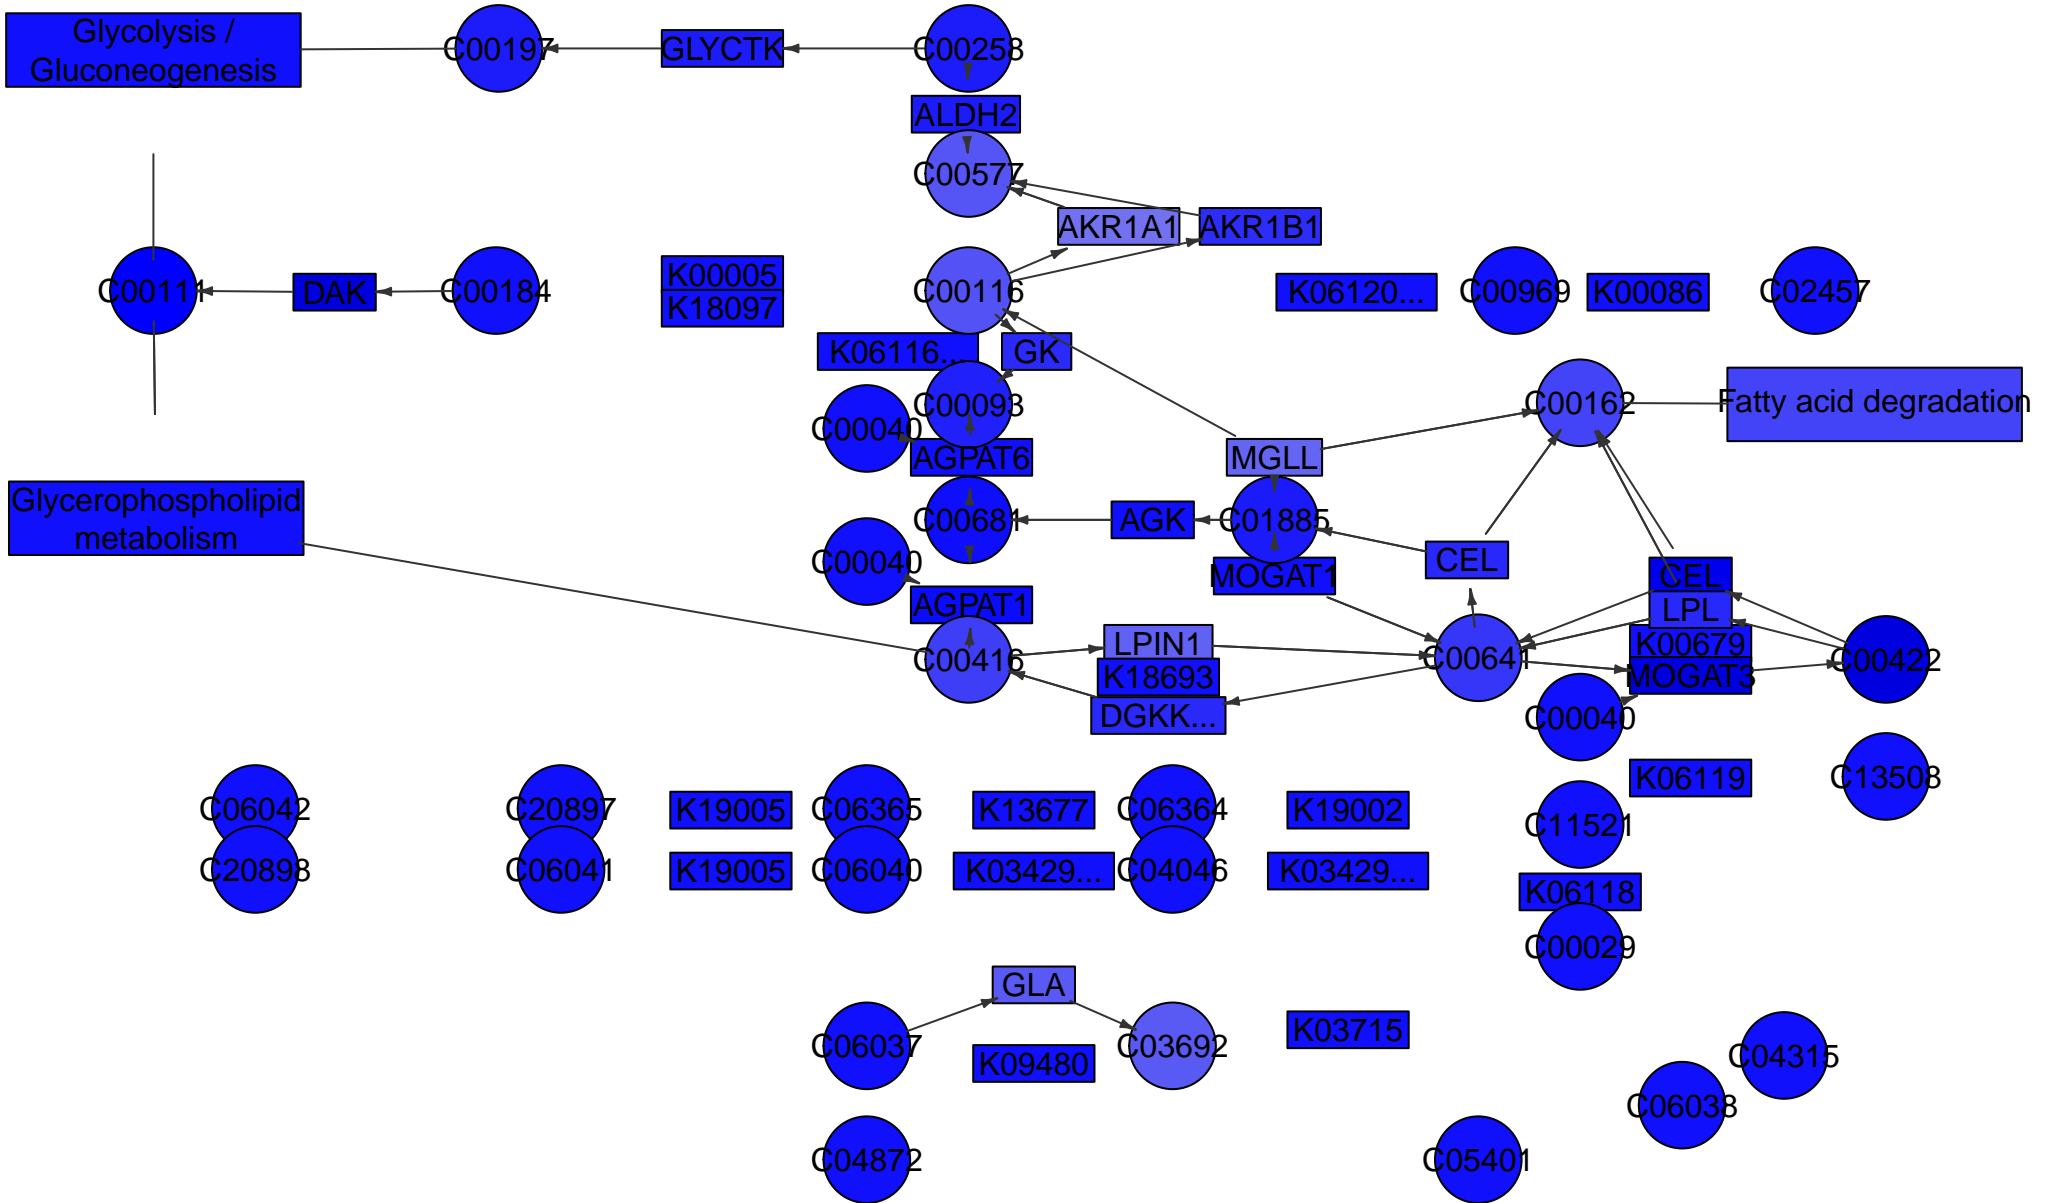 Glycolysis /
Gluconeogenesis
C00197
GLYCTK
C00258
ALDH2
C00577
AKR1A1
AKR1B1
C00111
DAK
C00184
K00005
K18097
C00116
K06120...
C00969
K00086
C02457
K06116...
GK
C00093
C00040
AGPAT6
C00162
Fatty acid degradation
MGLL
Glycerophospholipid
metabolism
C00681
AGK
C01885
C00040
MOGAT1
CEL
CEL
AGPAT1
LPL
C00416
LPIN1
K18693
DGKK...
C00641
K00679
MOGAT3
C00422
C00040
K06119
C13508
C06042
C20897
K19005
C06365
K13677
C06364
K19002
C11521
C20898
C06041
K19005
C06040
K03429...
C04046
K03429...
K06118
C00029
GLA
C06037
K09480
C03692
K03715
C04315
C06038
C04872
C05401